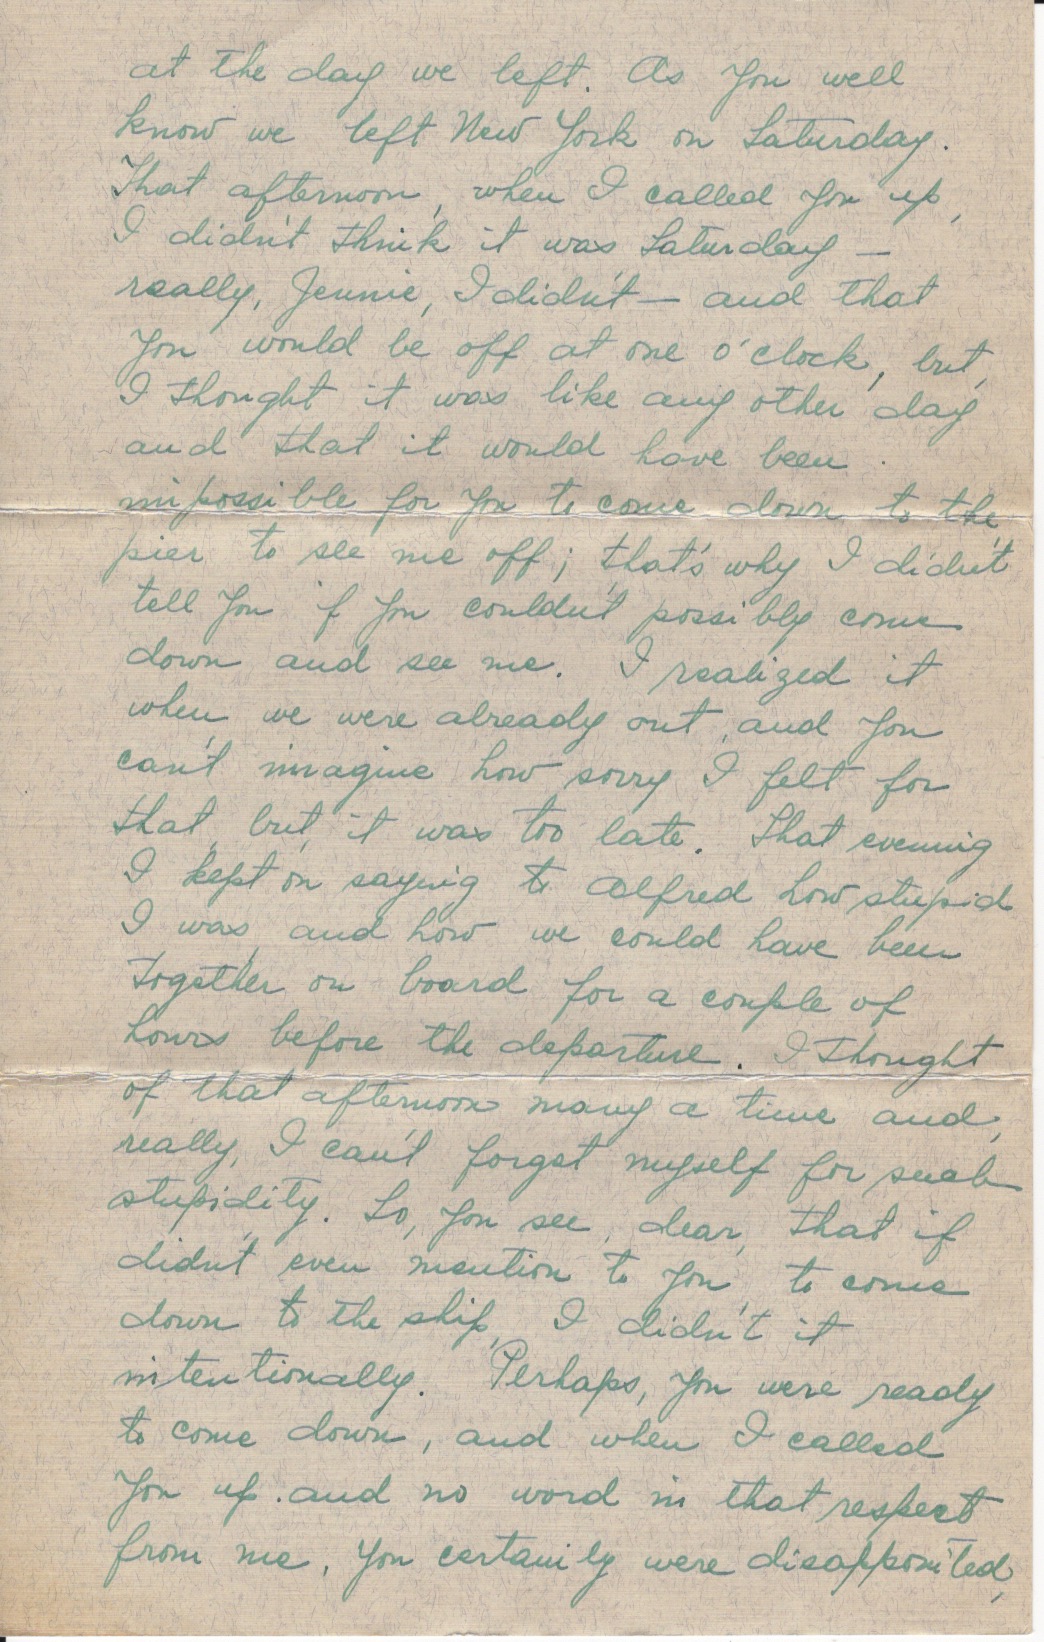 at the day we left. As you well
know we left New York on Saturday.
That afternoon, when I called you up,
I didn't think it was Saturday —
really, Jennie, I didn't — and that
you would be off at one o'clock, but,
I thought it was like any other day
and that it would have been
impossible for you to come down to the
pier to see me off; that's why I didn't
tell you if you couldn't possibly come
down and see me. I realized it
when we were already out, and you
can't imagine how sorry I felt for
that, but, it was too late. That evening
I kept on saying to Alfred how stupid
I was, and how we could have been
together on board for a couple of
hours before the departure. I thought
of that afternoon many a time and,
really, I can't forget myself for such
stupidity. So, you see, dear, that if
didn't even mention to you, to come
down to the ship, I didn't it
intentionally. Perhaps, you were ready
to come down, and when I called
you up. and no word in that respect
from me, you certainly were disappointed,